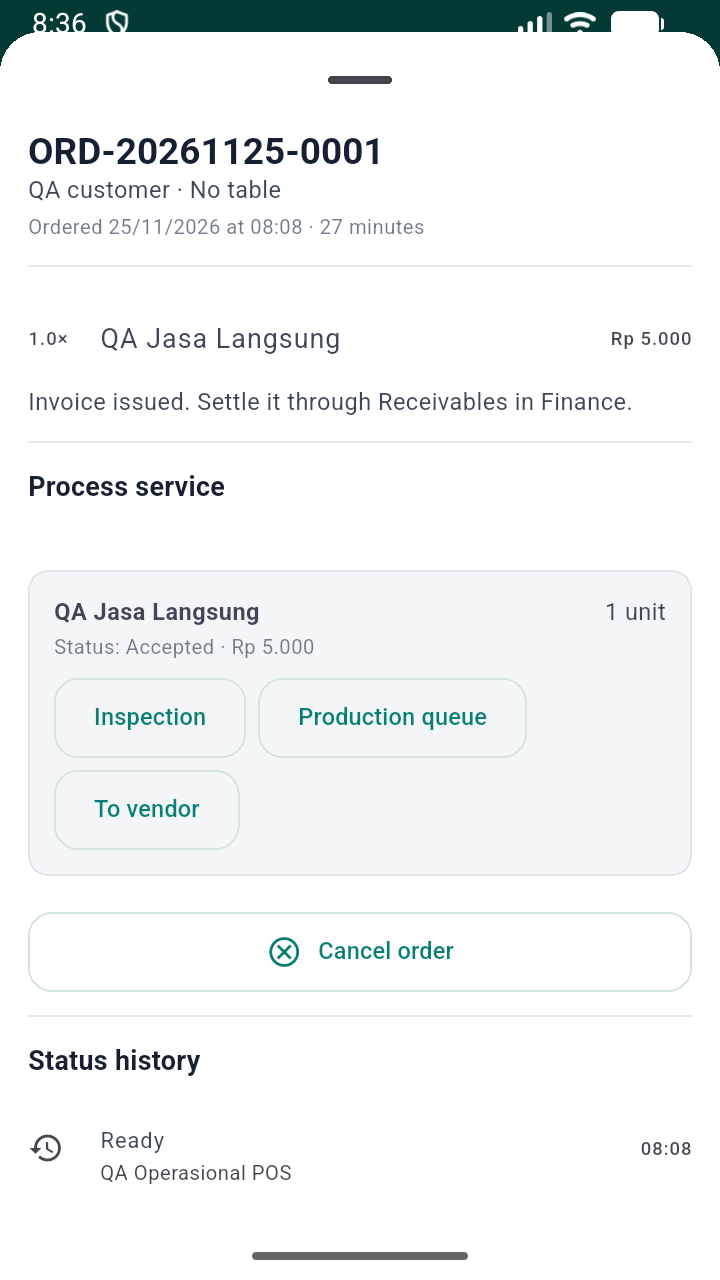 8:36
ORD-20261125-0001
QA customer · No table
Ordered 25/11/2026 at 08:08 · 27 minutes
1.0× QA Jasa Langsung Rp 5.000
Invoice issued. Settle it through Receivables in Finance.
Process service
QA Jasa Langsung 1 unit
Status: Accepted · Rp 5.000
Inspection Production queue
To vendor
Cancel order
Status history
Ready 08:08
QA Operasional POS